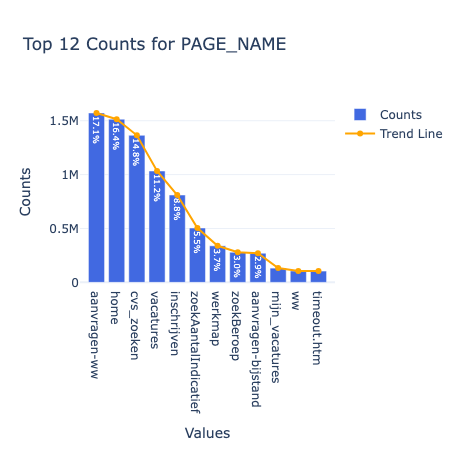 Top 12 Counts for PAGE_NAME
Counts
Trend Line
Counts
1.5M
1M
0.5M
0
17.1%
16.4%
14.8%
11.2%
8.8%
5.5%
3.7%
3.0%
2.9%
aanvragen-ww
home
cvs_zoeken
vacatures
inschrijven
zoekAantalIndicatief
werkmap
zoekBeroep
aanvragen-bijstand
mijn_vacatures
ww
timeout.htm
Values